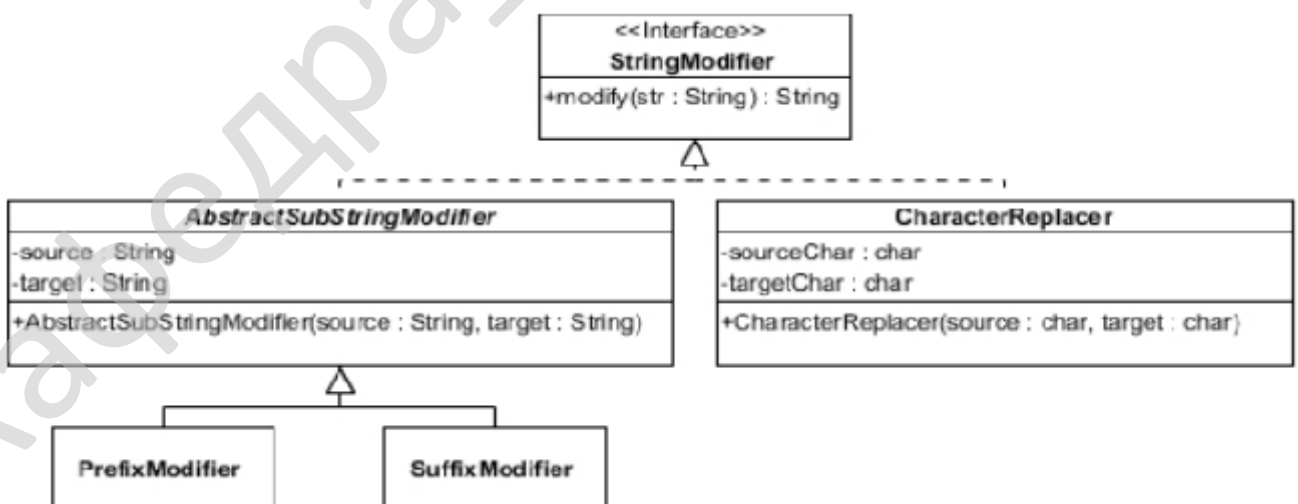 кафедра
<<Interface>>
StringModifier
+modify(str : String) : String
AbstractSubStringModifier
-source : String
-target : String
+AbstractSubStringModifier(source : String, target : String)
CharacterReplacer
-sourceChar : char
-targetChar : char
+CharacterReplacer(source : char, target : char)
PrefixModifier
SuffixModifier